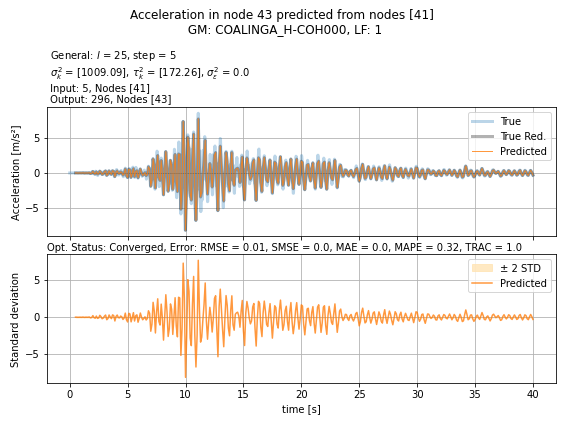 Acceleration in node 43 predicted from nodes [41]
GM: COALINGA_H-COH000, LF: 1
General: l = 25, step = 5
σ²ₖ = [1009.09], τ²ₖ = [172.26], σ²ε = 0.0
Input: 5, Nodes [41]
Output: 296, Nodes [43]
Acceleration [m/s²]
5
0
−5
True
True Red.
Predicted
Opt. Status: Converged, Error: RMSE = 0.01, SMSE = 0.0, MAE = 0.0, MAPE = 0.32, TRAC = 1.0
Standard deviation
5
0
−5
± 2 STD
Predicted
0 5 10 15 20 25 30 35 40
time [s]